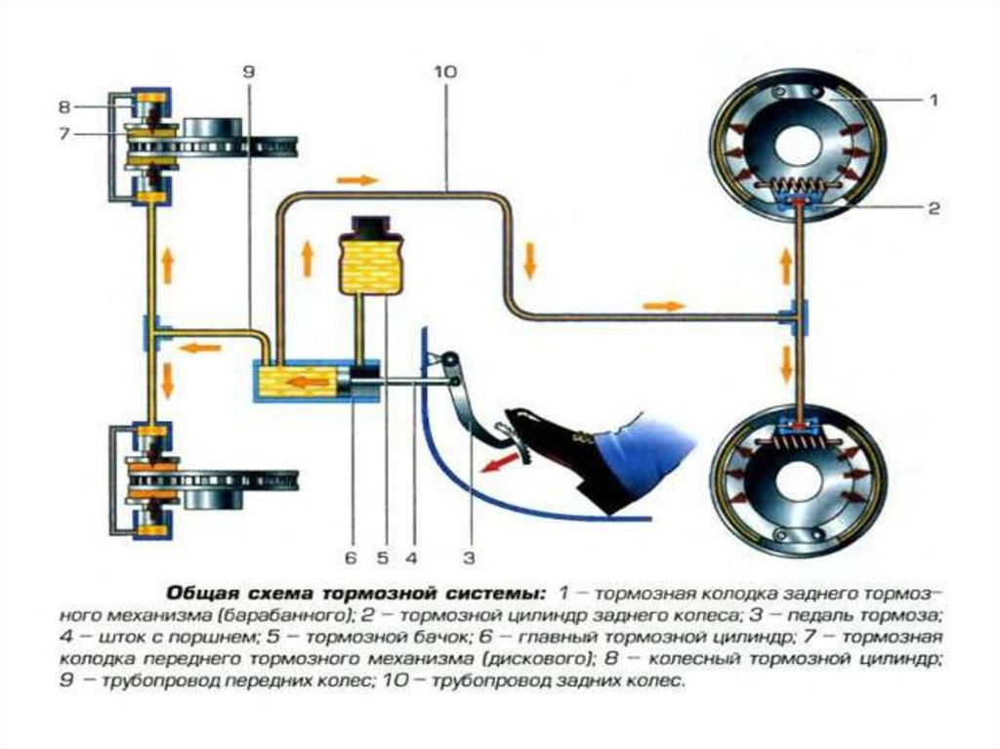 9
10
8
7
1
2
6 5 4 3
Общая схема тормозной системы: 1 – тормозная колодка заднего тормоз–
ного механизма (барабанного); 2 – тормозной цилиндр заднего колеса; 3 – педаль тормоза;
4 – шток с поршнем; 5 – тормозной бачок; 6 – главный тормозной цилиндр; 7 – тормозная
колодка переднего тормозного механизма (дискового); 8 – колесный тормозной цилиндр;
9 – трубопровод передних колес; 10 – трубопровод задних колес.